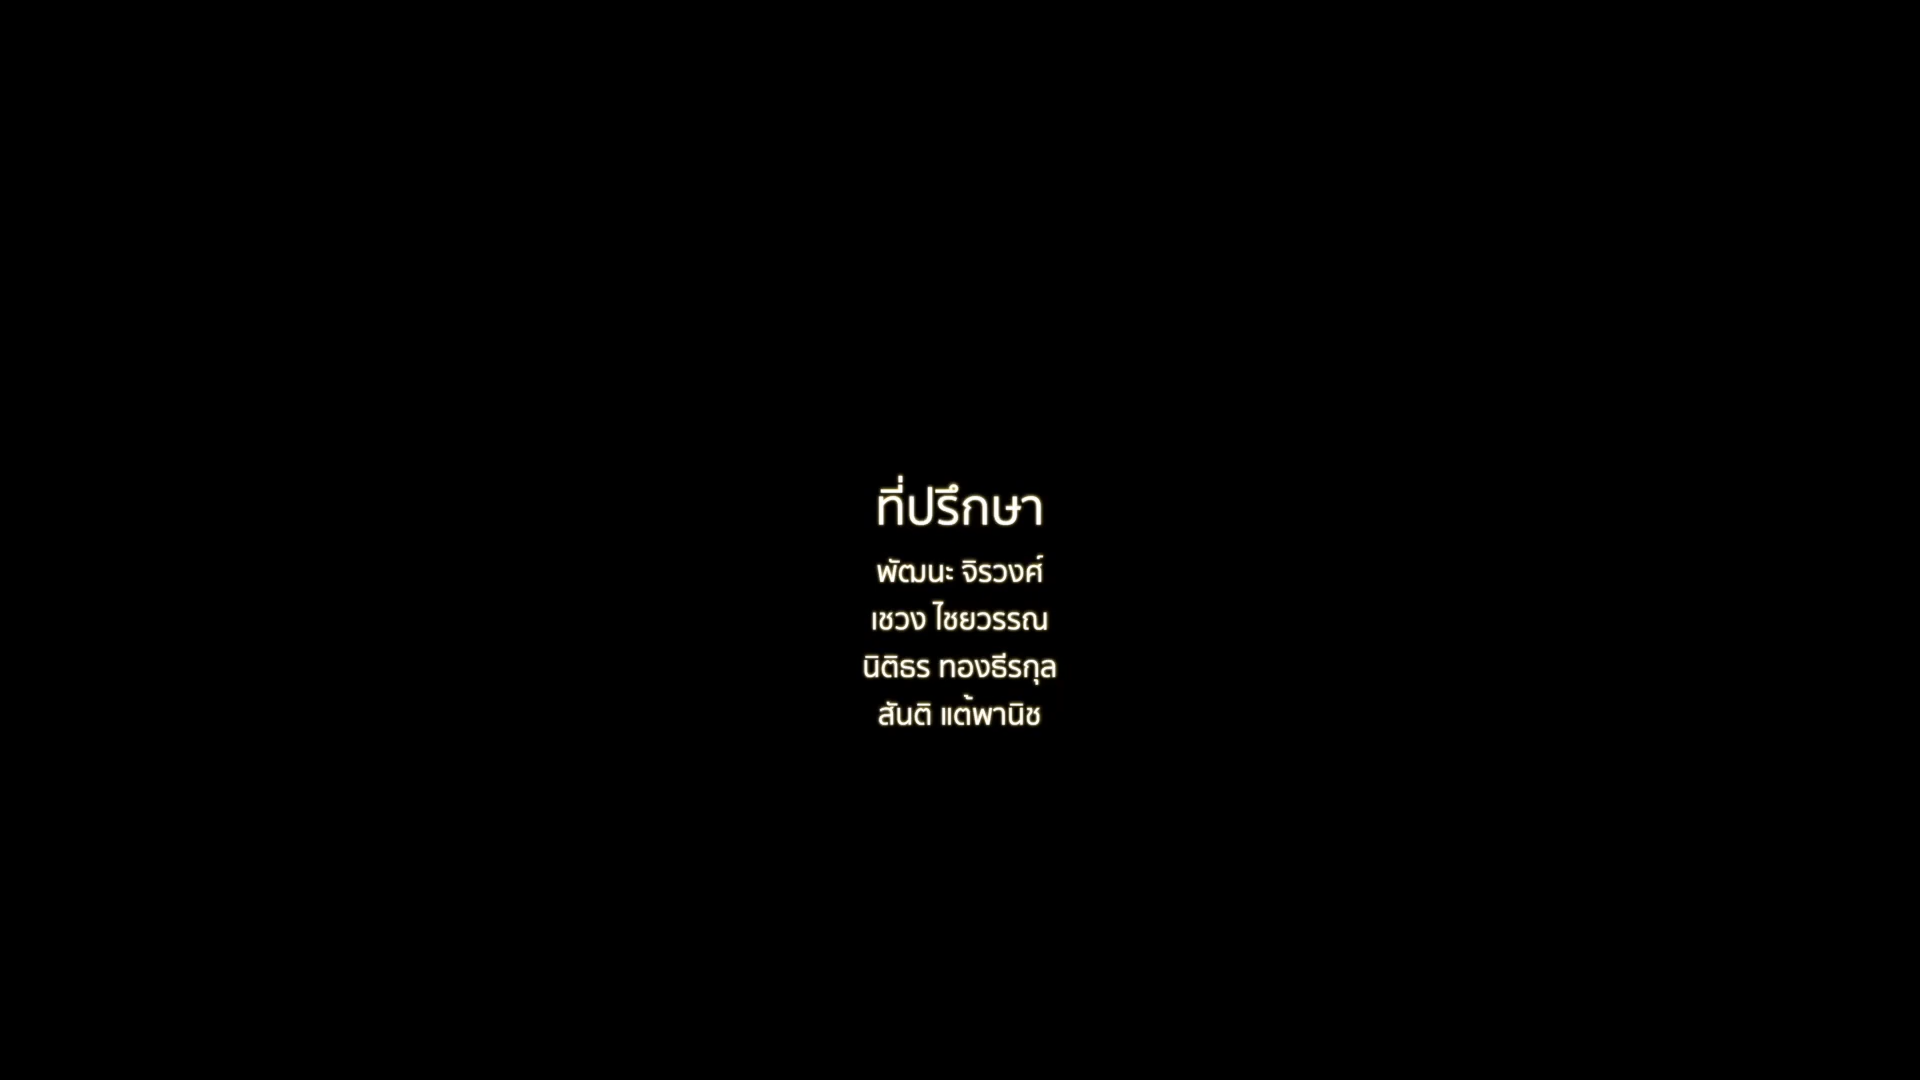 ที่ปรึกษา
พัฒนะ จิรวงศ์
เชวง ไชยวรรณ
นิติธร ทองธีรกุล
สันติ แต้พานิช